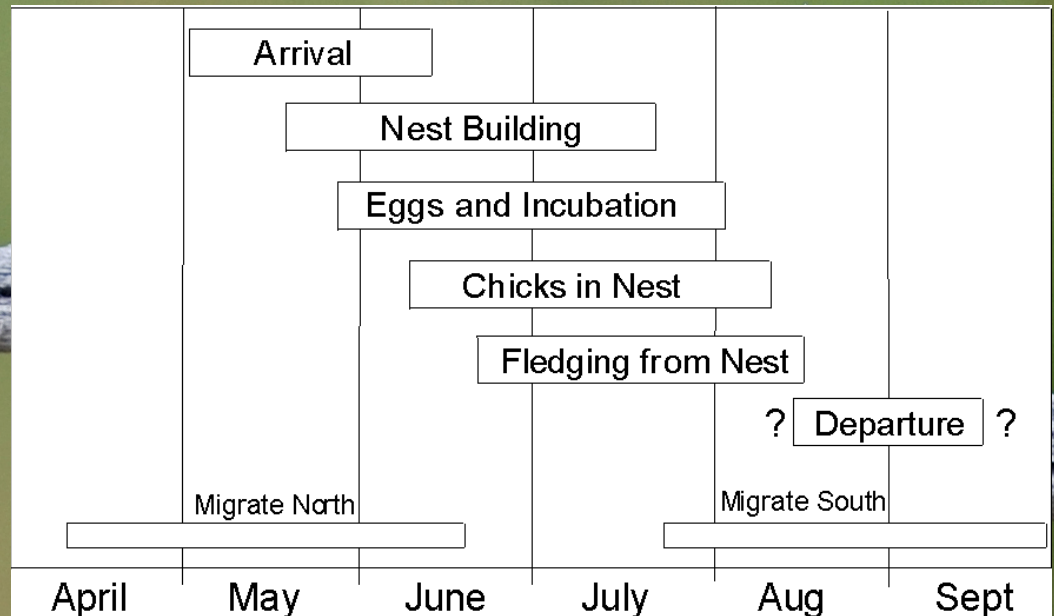 Arrival
Nest Building
Eggs and Incubation
Chicks in Nest
Fledging from Nest
? Departure ?
Migrate North Migrate South
April May June July Aug Sept